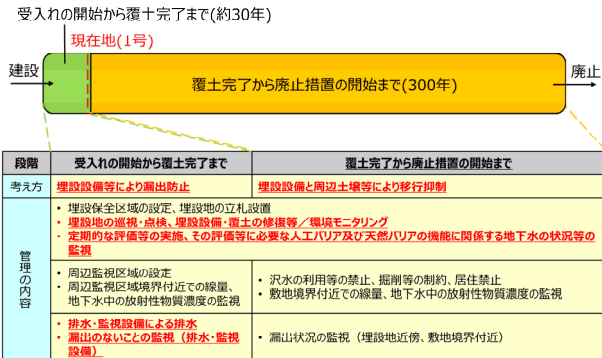 受入れの開始から覆土完了まで(約30年)
現在地(1号)
建設
覆土完了から廃止措置の開始まで(300年)
廃止
段階
受入れの開始から覆土完了まで
覆土完了から廃止措置の開始まで
考え方
埋設設備等により漏出防止
埋設設備と周辺土壌等により移行抑制
管理の内容
・埋設保全区域の設定、埋設地の立札設置
・埋設地の巡視・点検、埋設設備・覆土の修復等／環境モニタリング
・定期的な評価等の実施、その評価等に必要な人工バリア及び天然バリアの機能に関係する地下水の状況等の
監視
・周辺監視区域の設定
・周辺監視区域境界付近での線量、
地下水中の放射性物質濃度の監視
・沢水の利用等の禁止、掘削等の制約、居住禁止
・敷地境界付近での線量、地下水中の放射性物質濃度の監視
・排水・監視設備による排水
・漏出のないことの監視（排水・監視
設備）
・漏出状況の監視（埋設地近傍、敷地境界付近）